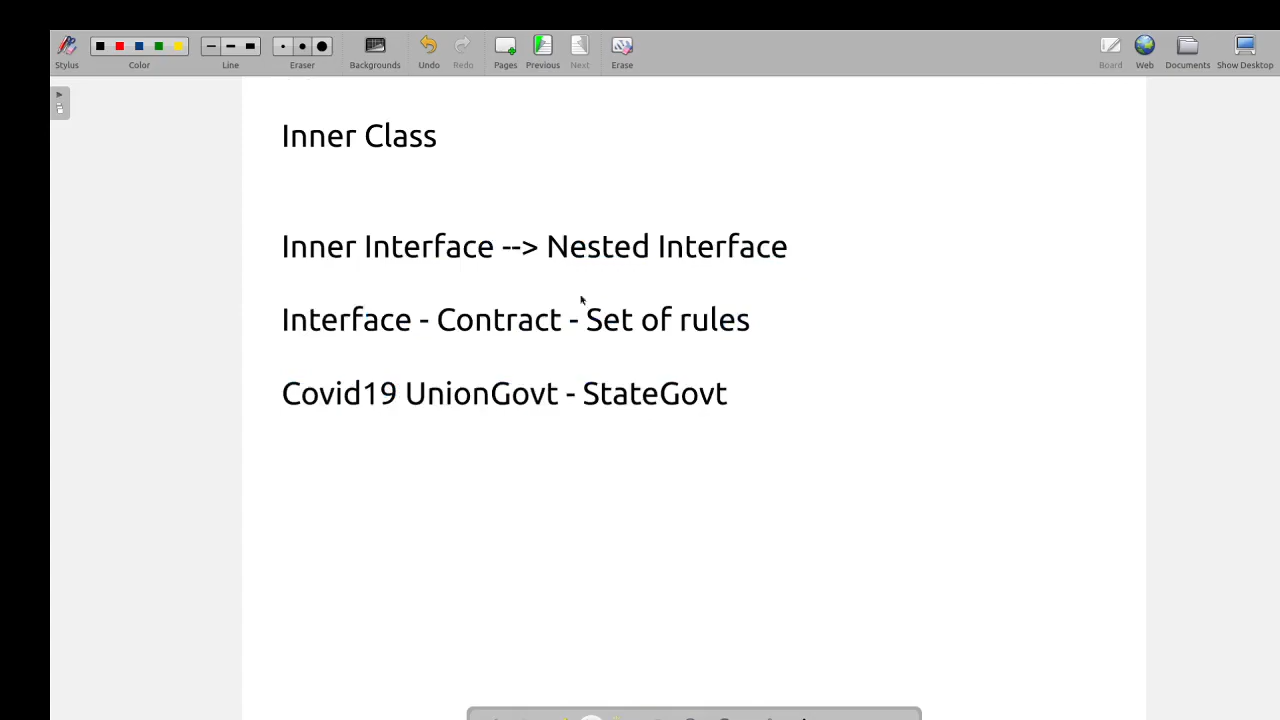 Stylus Color Line Eraser Backgrounds Undo Redo Pages Previous Next Erase Board Web Documents Show Desktop
Inner Class
Inner Interface --> Nested Interface
Interface - Contract - Set of rules
Covid19 UnionGovt - StateGovt